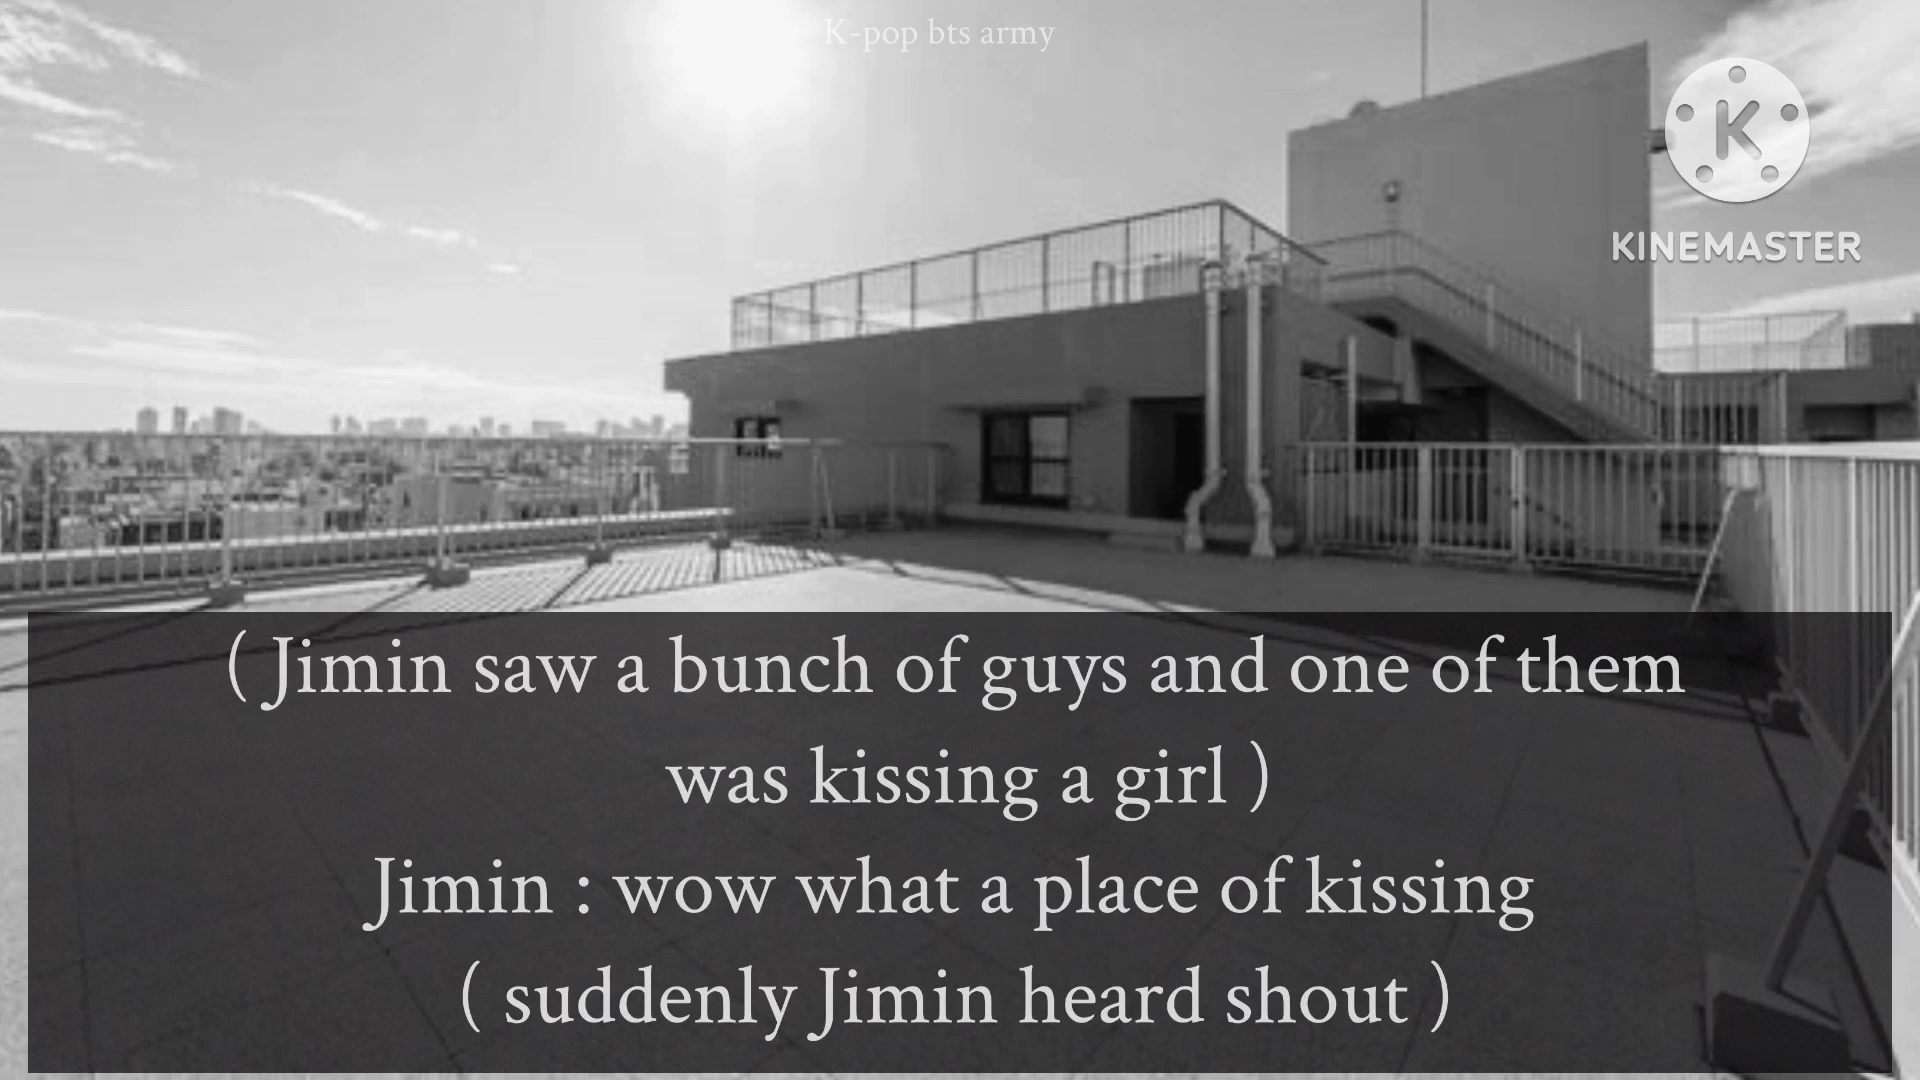 K-pop bts army
K
KINEMASTER
( Jimin saw a bunch of guys and one of them
was kissing a girl )
Jimin : wow what a place of kissing
( suddenly Jimin heard shout )